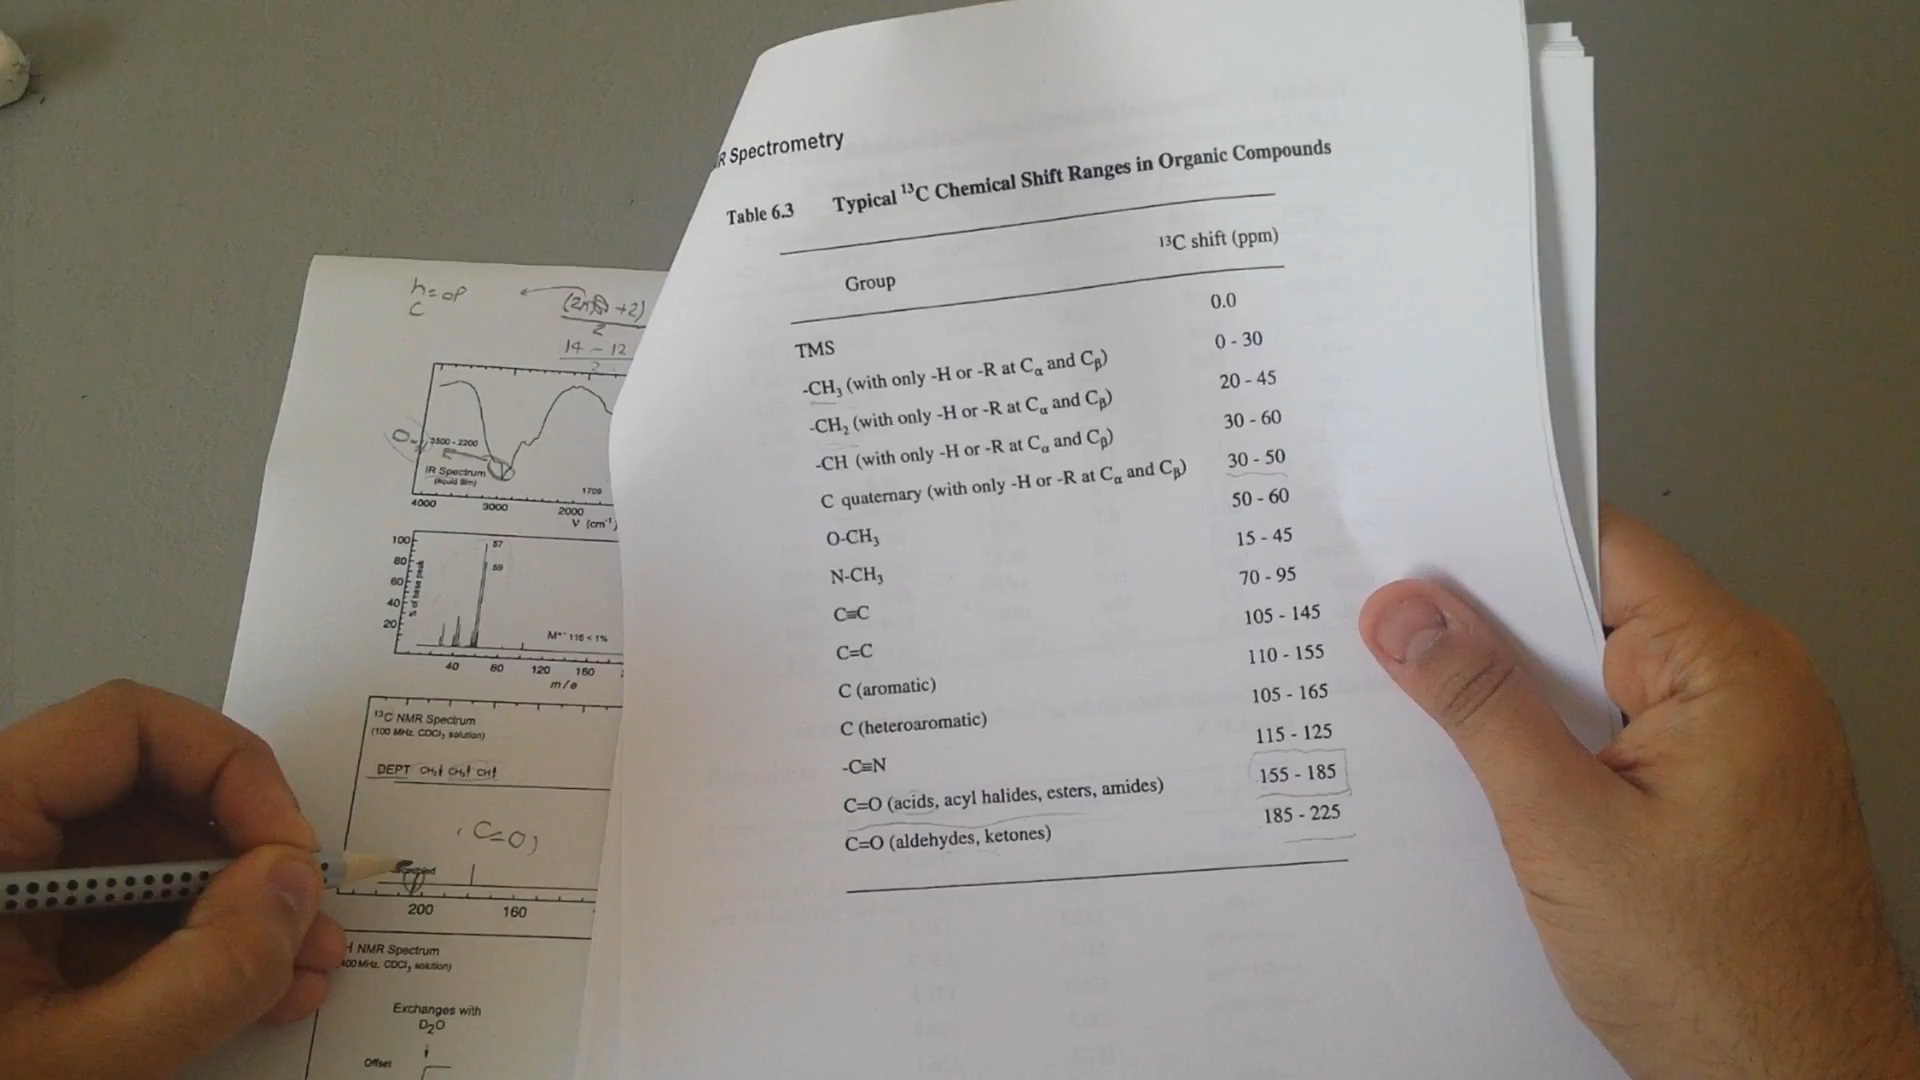 R Spectrometry
Table 6.3 Typical ¹³C Chemical Shift Ranges in Organic Compounds
Group ¹³C shift (ppm)
TMS 0.0
-CH₃ (with only -H or -R at Cα and Cβ) 0 - 30
-CH₂ (with only -H or -R at Cα and Cβ) 20 - 45
-CH (with only -H or -R at Cα and Cβ) 30 - 60
C quaternary (with only -H or -R at Cα and Cβ) 30 - 50
O-CH₃ 50 - 60
N-CH₃ 15 - 45
C≡C 70 - 95
C=C 105 - 145
C (aromatic) 110 - 155
C (heteroaromatic) 105 - 165
-C≡N 115 - 125
C=O (acids, acyl halides, esters, amides) 155 - 185
C=O (aldehydes, ketones) 185 - 225
+2)
2
14 - 12
3500 - 2200
IR Spectrum
(liquid film)
1709
4000 3000 2000
V (cm⁻¹)
100
80
60
40
20
% of base peak
57
59
M⁺˙ 116 < 1%
40 80 120 160
m / e
¹³C NMR Spectrum
(100 MHz, CDCl₃ solution)
DEPT CH₂↓ CH₃↑ CH↑
(C=O)
200 160
H NMR Spectrum
400 MHz, CDCl₃ solution)
Exchanges with
D₂O
Offset